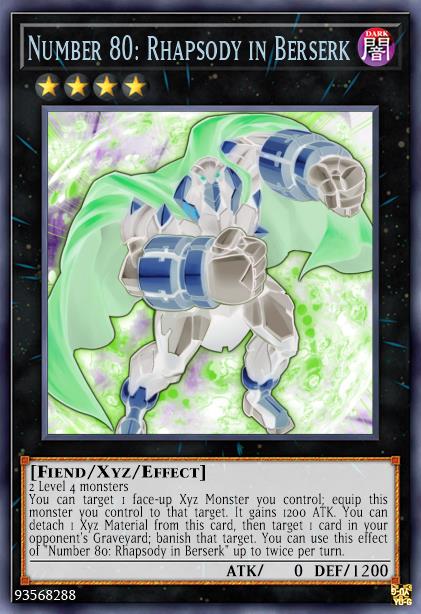 NUMBER 80: RHAPSODY IN BERSERK
DARK
闇
[FIEND/XYZ/EFFECT]
2 Level 4 monsters
You can target 1 face-up Xyz Monster you control; equip this
monster you control to that target. It gains 1200 ATK. You can
detach 1 Xyz Material from this card, then target 1 card in your
opponent's Graveyard; banish that target. You can use this effect
of "Number 80: Rhapsody in Berserk" up to twice per turn.
ATK/ 0 DEF/1200
93568288